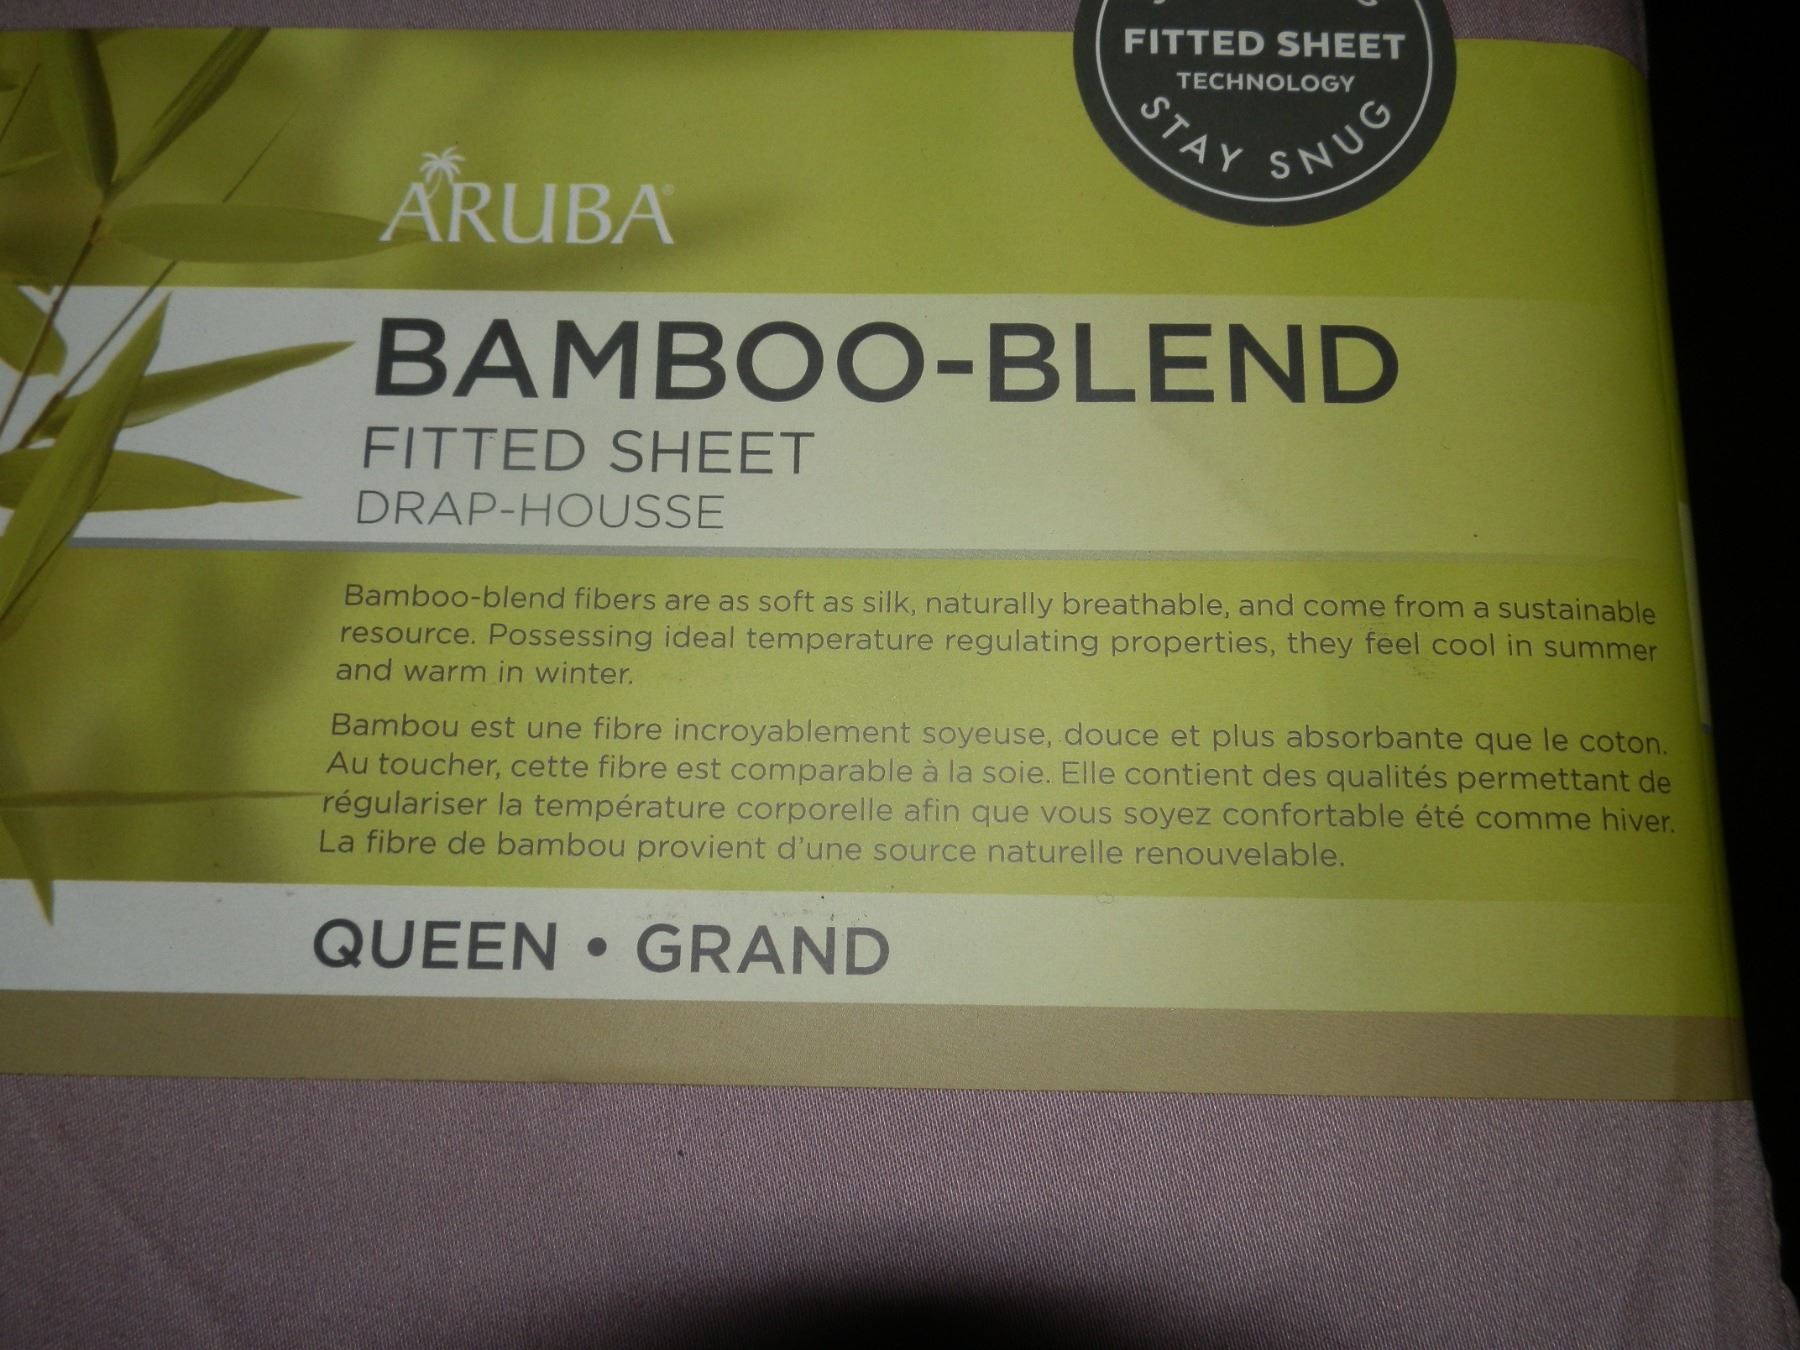 FITTED SHEET
TECHNOLOGY
STAY SNUG
ARUBA®
BAMBOO-BLEND
FITTED SHEET
DRAP-HOUSSE
Bamboo-blend fibers are as soft as silk, naturally breathable, and come from a sustainable
resource. Possessing ideal temperature regulating properties, they feel cool in summer
and warm in winter.
Bambou est une fibre incroyablement soyeuse, douce et plus absorbante que le coton.
Au toucher, cette fibre est comparable à la soie. Elle contient des qualités permettant de
régulariser la température corporelle afin que vous soyez confortable été comme hiver.
La fibre de bambou provient d'une source naturelle renouvelable.
QUEEN • GRAND